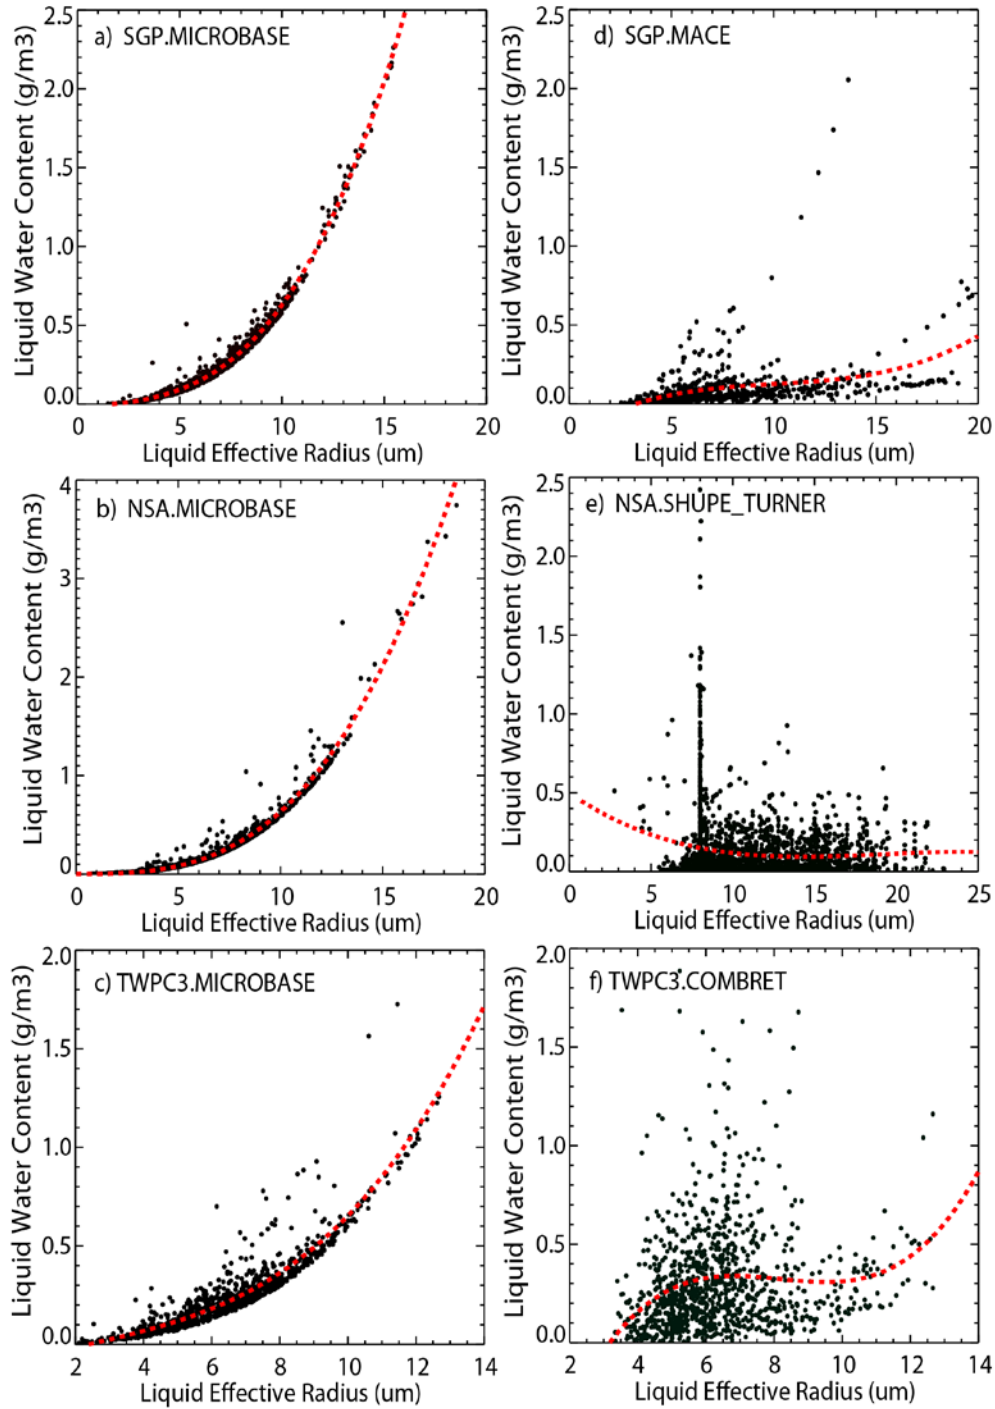 a) SGP.MICROBASE
Liquid Water Content (g/m3)
2.5
2.0
1.5
1.0
0.5
0.0
0 5 10 15 20
Liquid Effective Radius (um)
d) SGP.MACE
Liquid Water Content (g/m3)
2.5
2.0
1.5
1.0
0.5
0.0
0 5 10 15 20
Liquid Effective Radius (um)
b) NSA.MICROBASE
Liquid Water Content (g/m3)
4
3
2
1
0
0 5 10 15 20
Liquid Effective Radius (um)
e) NSA.SHUPE_TURNER
Liquid Water Content (g/m3)
2.5
2.0
1.5
1.0
0.5
0.0
0 5 10 15 20 25
Liquid Effective Radius (um)
c) TWPC3.MICROBASE
Liquid Water Content (g/m3)
2.0
1.5
1.0
0.5
0.0
2 4 6 8 10 12 14
Liquid Effective Radius (um)
f) TWPC3.COMBRET
Liquid Water Content (g/m3)
2.0
1.5
1.0
0.5
0.0
2 4 6 8 10 12 14
Liquid Effective Radius (um)